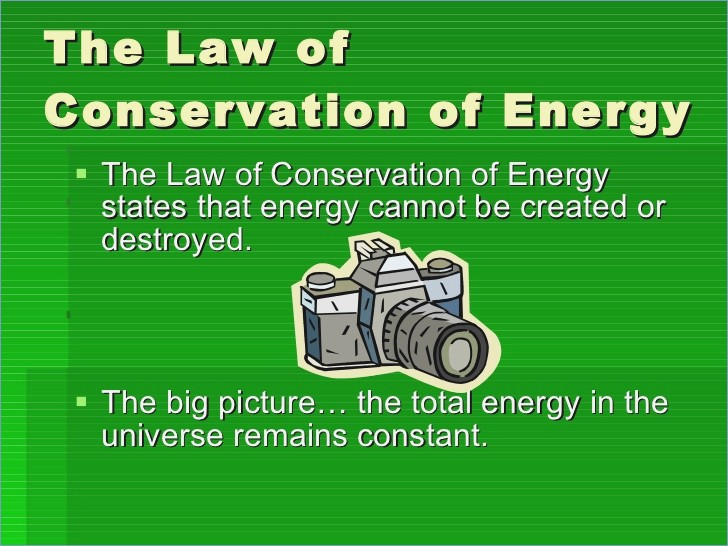 The Law of
Conservation of Energy
The Law of Conservation of Energy
states that energy cannot be created or
destroyed.
The big picture… the total energy in the
universe remains constant.